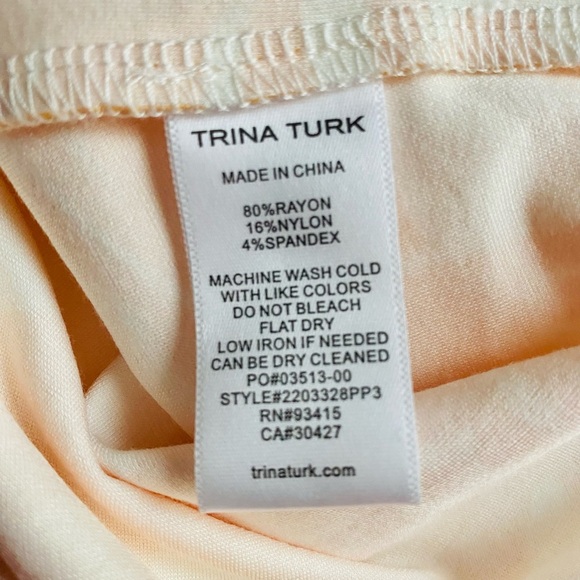 TRINA TURK
MADE IN CHINA
80%RAYON
16%NYLON
4%SPANDEX
MACHINE WASH COLD
WITH LIKE COLORS
DO NOT BLEACH
FLAT DRY
LOW IRON IF NEEDED
CAN BE DRY CLEANED
PO#03513-00
STYLE#2203328PP3
RN#93415
CA#30427
trinaturk.com